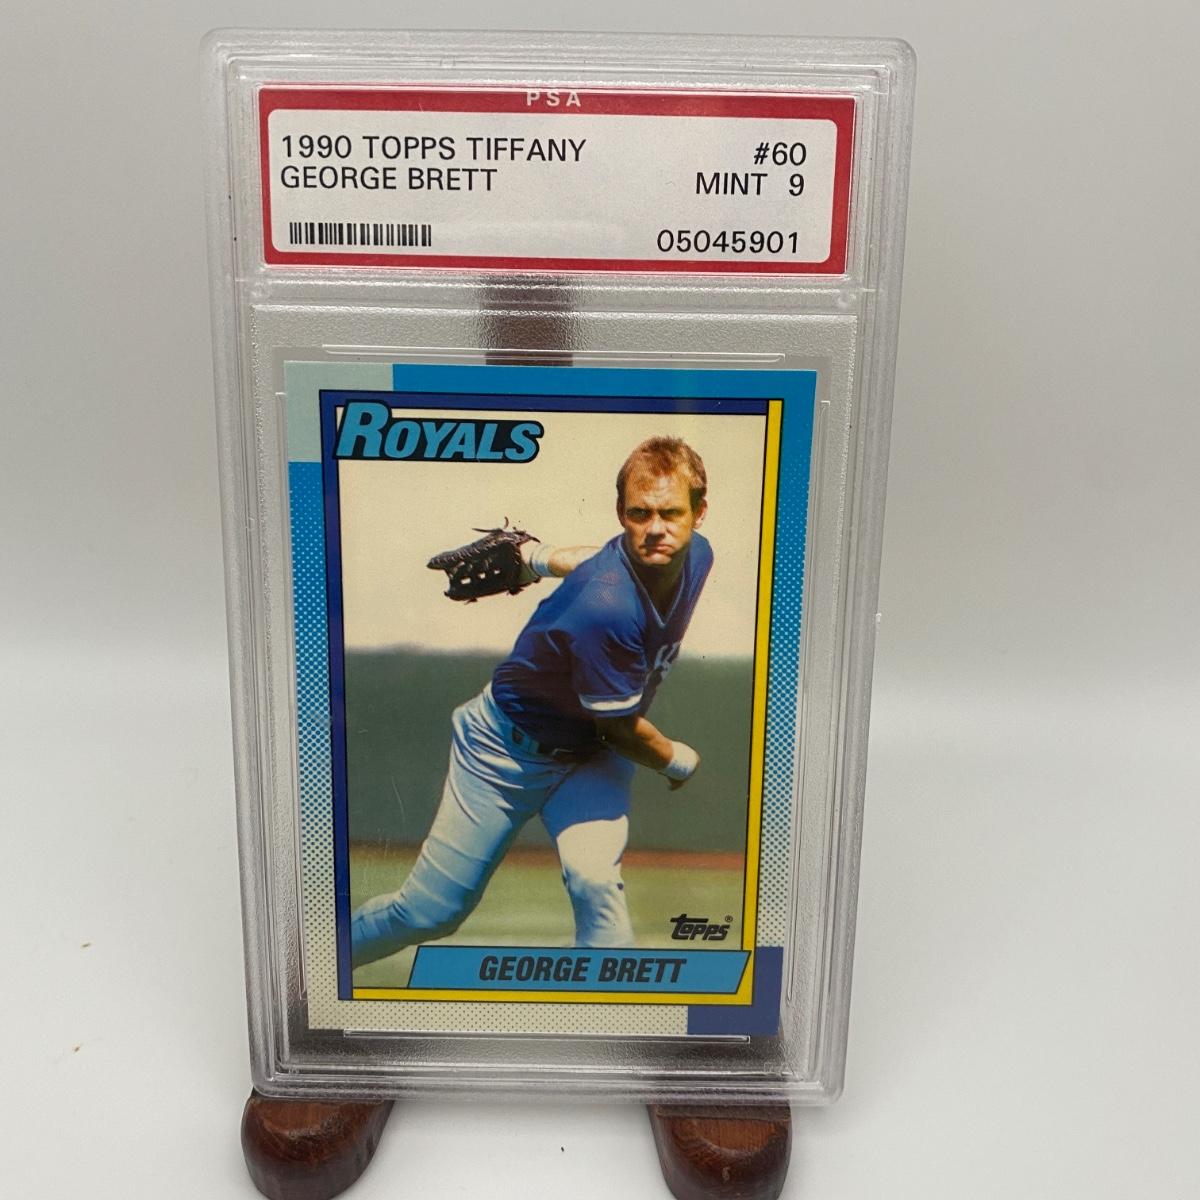 PSA
1990 TOPPS TIFFANY #60
GEORGE BRETT MINT 9
05045901
ROYALS
topps®
GEORGE BRETT